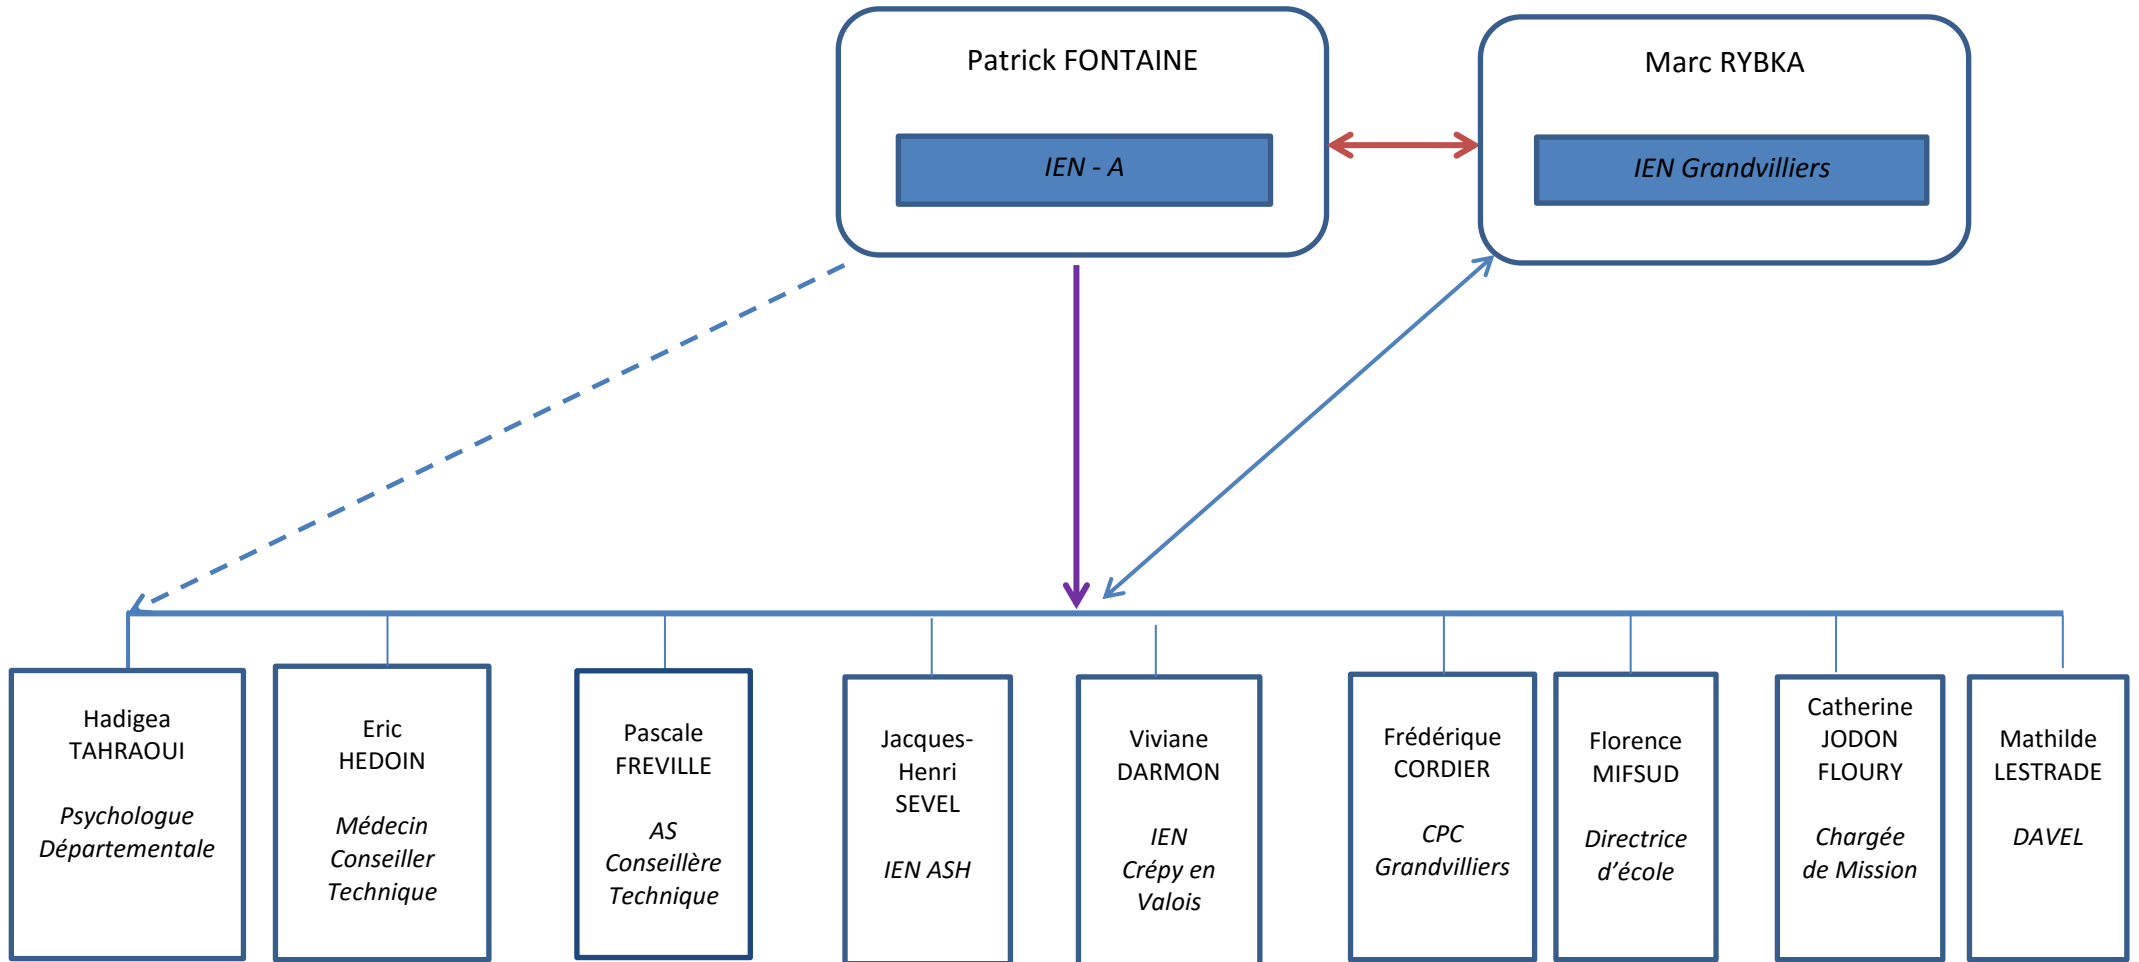 Patrick FONTAINE
IEN - A
Marc RYBKA
IEN Grandvilliers
Hadigea
TAHRAOUI
Psychologue
Départementale
Eric
HEDOIN
Médecin
Conseiller
Technique
Pascale
FREVILLE
AS
Conseillère
Technique
Jacques-
Henri
SEVEL
IEN ASH
Viviane
DARMON
IEN
Crépy en
Valois
Frédérique
CORDIER
CPC
Grandvilliers
Florence
MIFSUD
Directrice
d’école
Catherine
JODON
FLOURY
Chargée
de Mission
Mathilde
LESTRADE
DAVEL